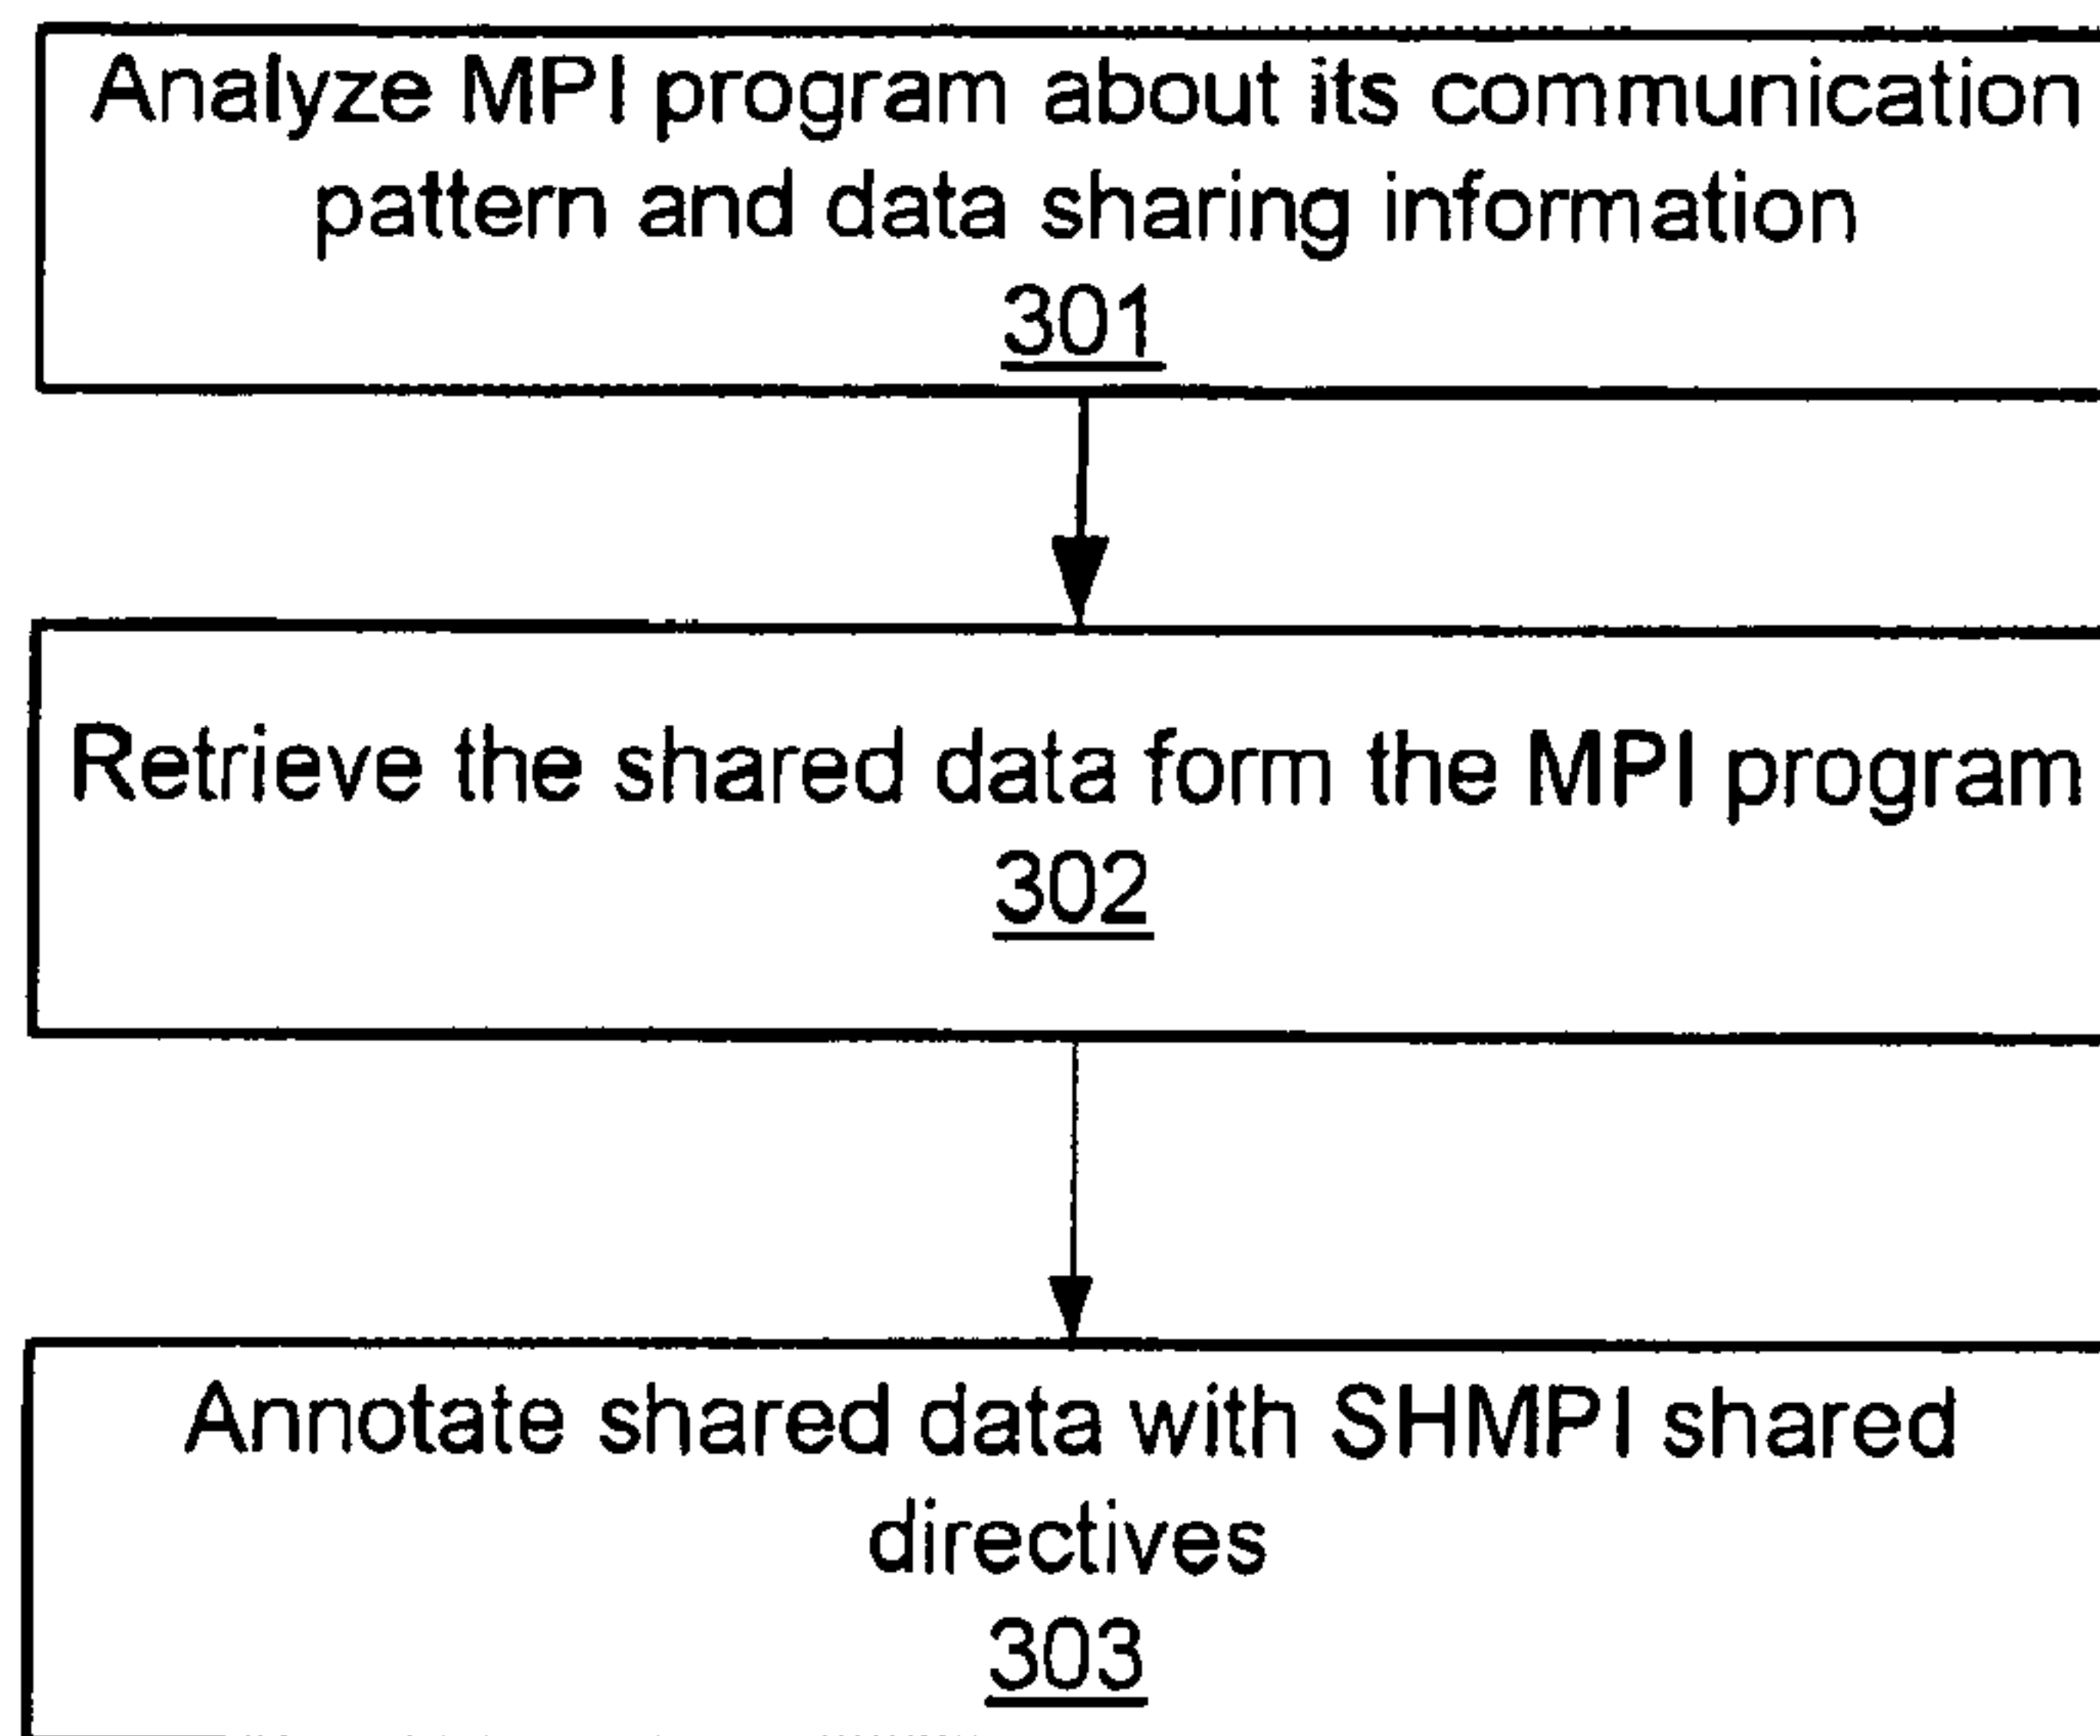 Analyze MPI program about its communication
pattern and data sharing information
301
Retrieve the shared data form the MPI program
302
Annotate shared data with SHMPI shared
directives
303